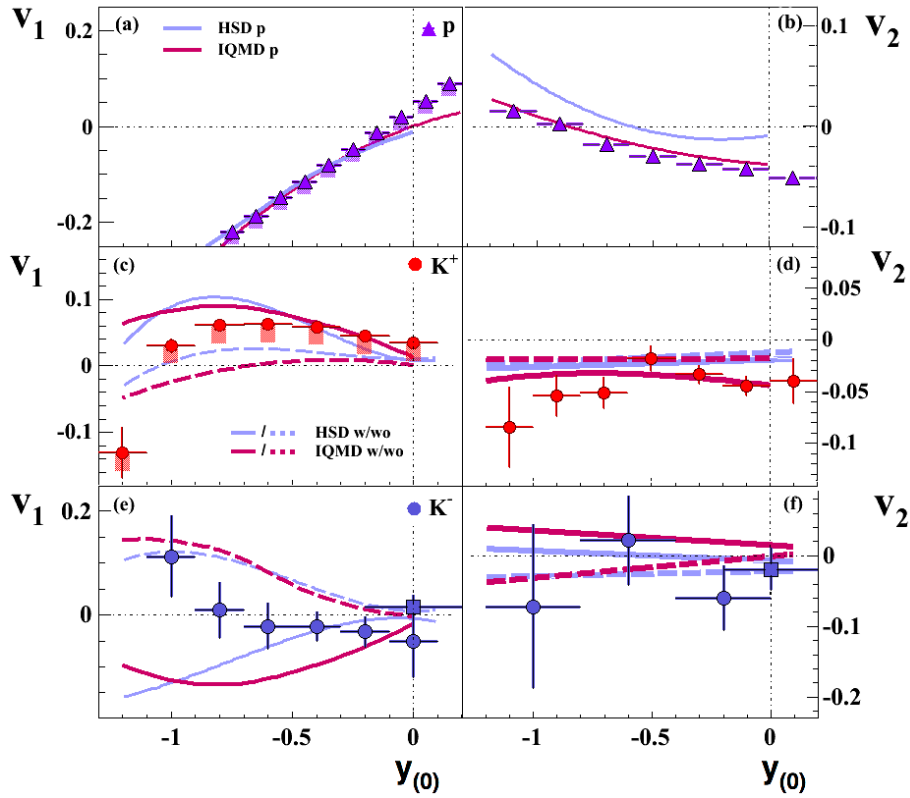 v1 (a) HSD p IQMD p p
0.2
0
-0.2
(b) v2
0.1
0
-0.1
v1 (c) K+
0.1
0
-0.1
/ HSD w/wo
/ IQMD w/wo
(d) v2
0.05
0
-0.05
-0.1
v1 (e) K-
0.2
0
-0.2
(f) v2
0
-0.1
-0.2
-1 -0.5 0
y(0)
-1 -0.5 0
y(0)